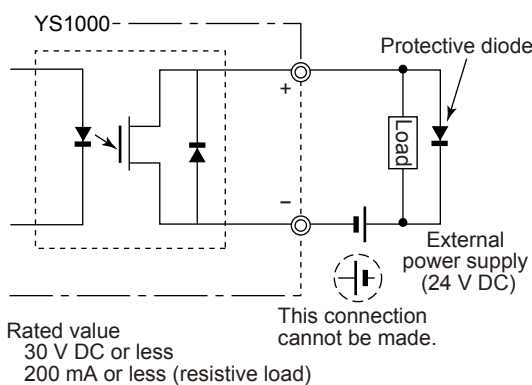 YS1000
Protective diode
+
Load
−
External
power supply
(24 V DC)
This connection
cannot be made.
Rated value
30 V DC or less
200 mA or less (resistive load)